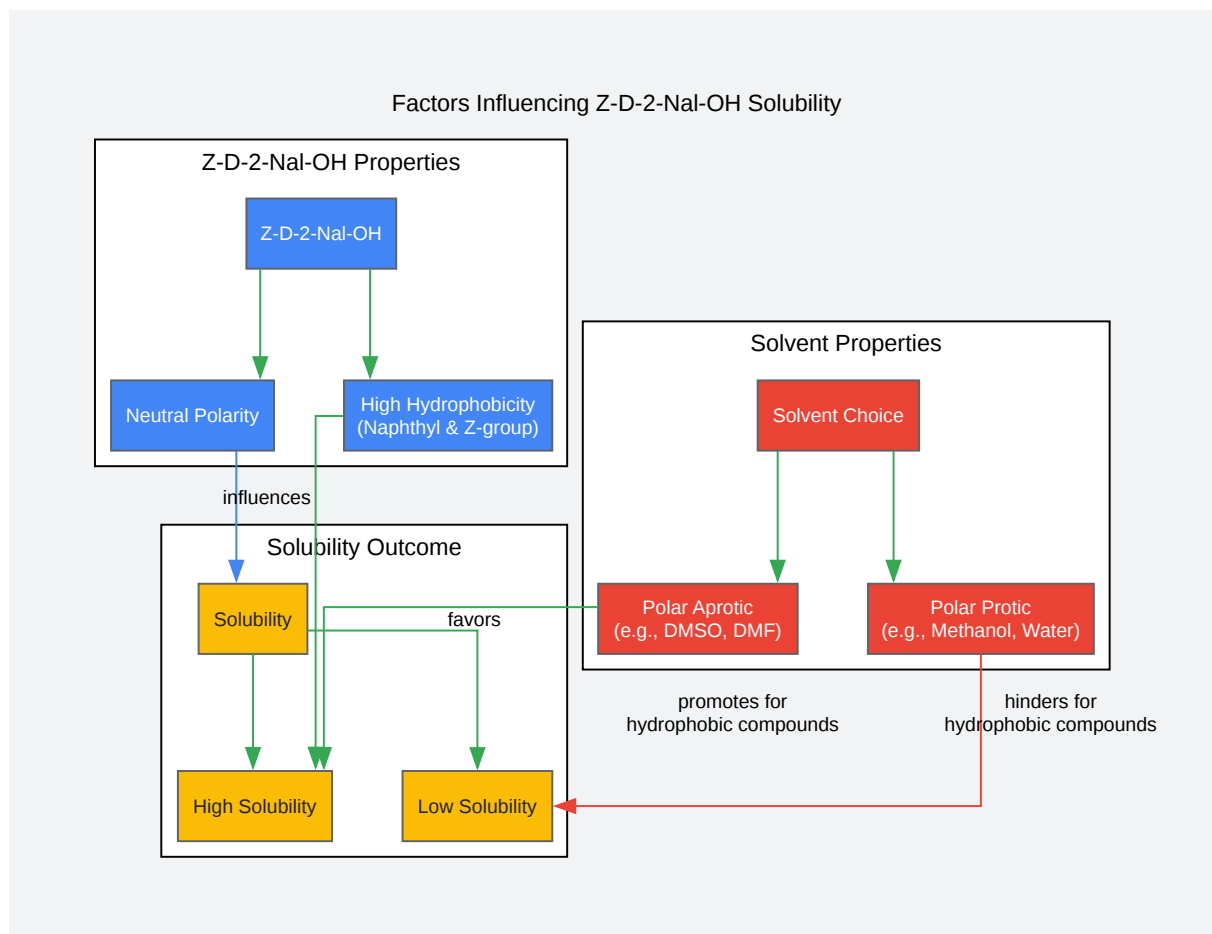 Factors Influencing Z-D-2-Nal-OH Solubility
Z-D-2-Nal-OH Properties
Z-D-2-Nal-OH
Neutral Polarity
High Hydrophobicity
(Naphthyl & Z-group)
Solvent Properties
Solvent Choice
Polar Aprotic
(e.g., DMSO, DMF)
Polar Protic
(e.g., Methanol, Water)
influences
Solubility Outcome
Solubility
favors
High Solubility
Low Solubility
promotes for
hydrophobic compounds
hinders for
hydrophobic compounds